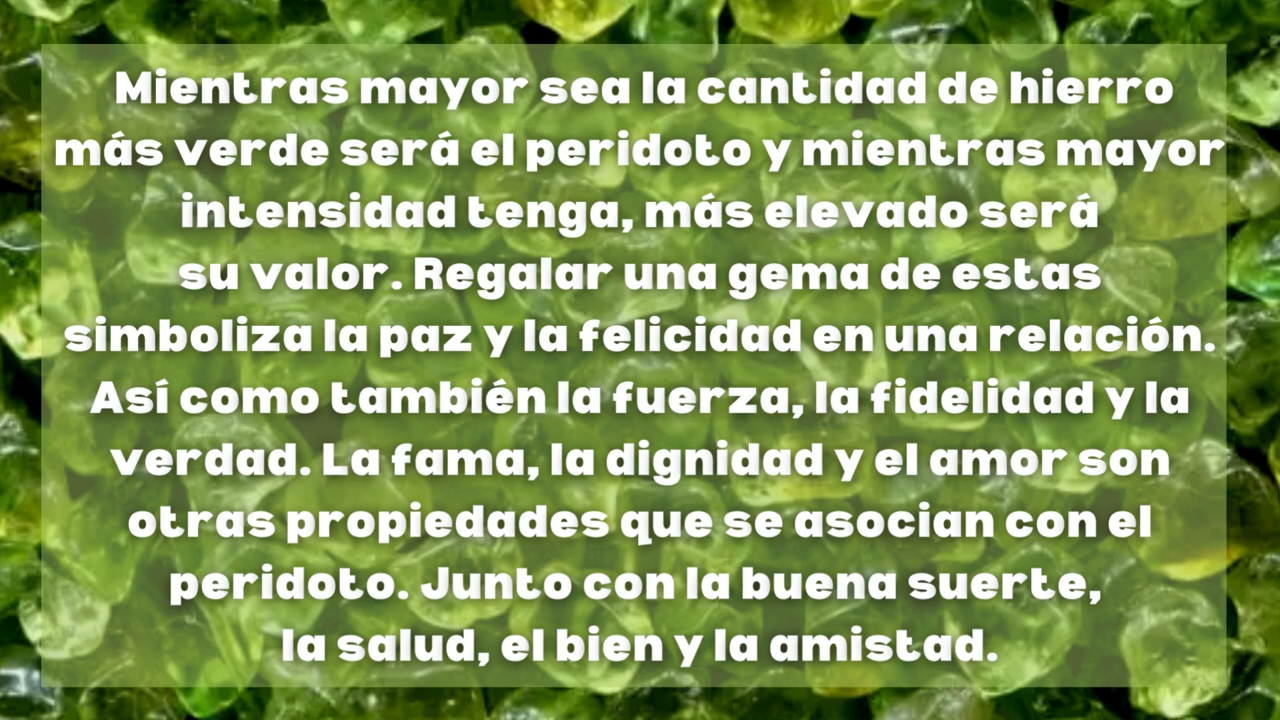 Mientras mayor sea la cantidad de hierro
más verde será el peridoto y mientras mayor
intensidad tenga, más elevado será
su valor. Regalar una gema de estas
simboliza la paz y la felicidad en una relación.
Así como también la fuerza, la fidelidad y la
verdad. La fama, la dignidad y el amor son
otras propiedades que se asocian con el
peridoto. Junto con la buena suerte,
la salud, el bien y la amistad.